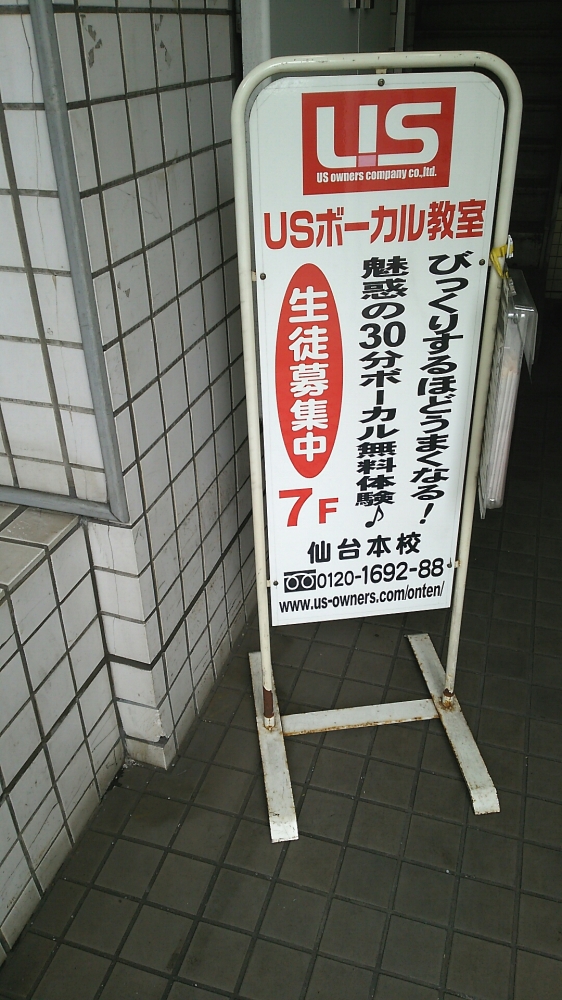 US
US owners company co.,ltd.
USボーカル教室
びっくりするほどうまくなる!
魅惑の30分ボーカル無料体験♪
生徒募集中
7F
仙台本校
0120-1692-88
www.us-owners.com/onten/